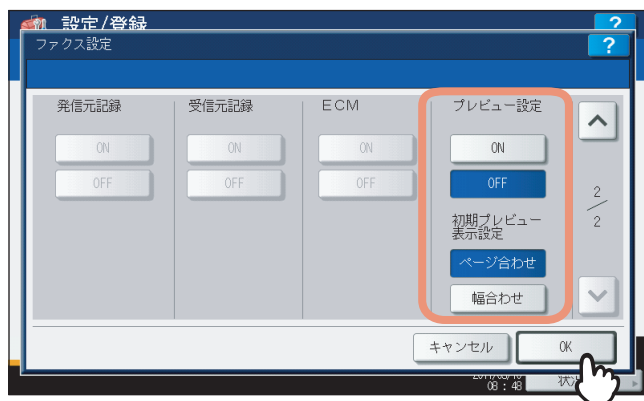 設定/登録
?
ファクス設定
?
発信元記録
受信元記録
ECM
プレビュー設定
ON
ON
ON
ON
OFF
OFF
OFF
OFF
2
2
初期プレビュー
表示設定
ページ合わせ
幅合わせ
キャンセル
OK
08:48